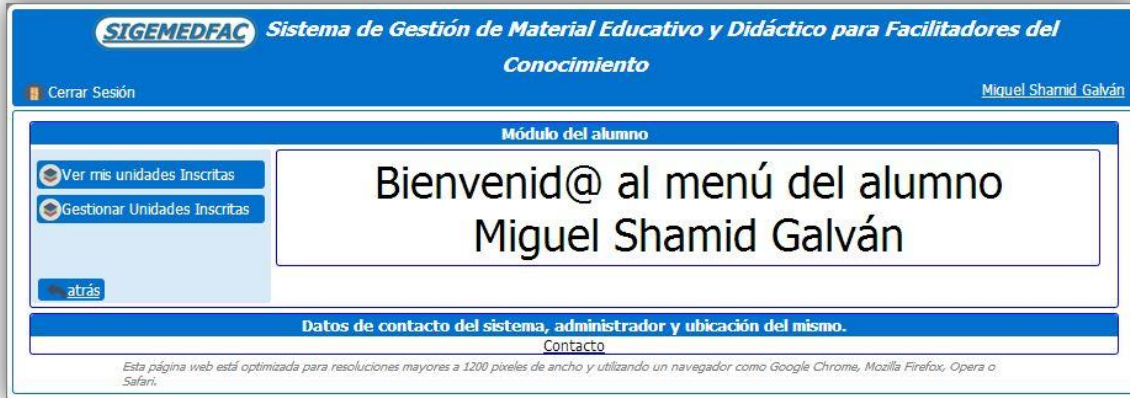 SIGEMEDFAC Sistema de Gestión de Material Educativo y Didáctico para Facilitadores del
Conocimiento
Cerrar Sesión
Miguel Shamid Galván
Módulo del alumno
Ver mis unidades Inscritas
Gestionar Unidades Inscritas
atrás
Bienvenid@ al menú del alumno
Miguel Shamid Galván
Datos de contacto del sistema, administrador y ubicación del mismo.
Contacto
Esta página web está optimizada para resoluciones mayores a 1200 pixeles de ancho y utilizando un navegador como Google Chrome, Mozilla Firefox, Opera o
Safari.